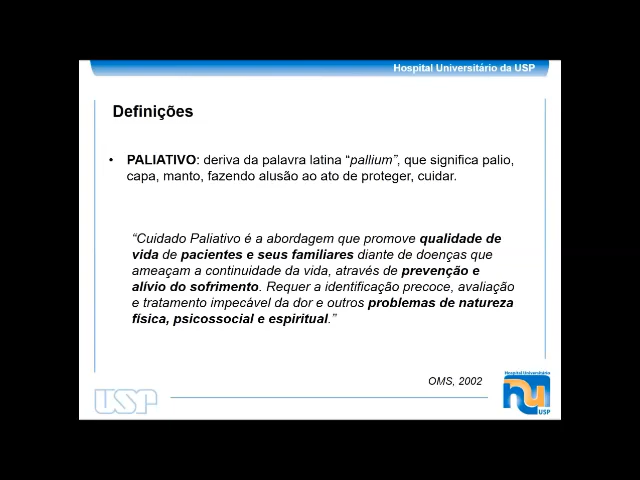 Hospital Universitário da USP
Definições
• PALIATIVO: deriva da palavra latina “pallium”, que significa palio,
capa, manto, fazendo alusão ao ato de proteger, cuidar.
“Cuidado Paliativo é a abordagem que promove qualidade de
vida de pacientes e seus familiares diante de doenças que
ameaçam a continuidade da vida, através de prevenção e
alívio do sofrimento. Requer a identificação precoce, avaliação
e tratamento impecável da dor e outros problemas de natureza
física, psicossocial e espiritual.”
OMS, 2002
USP
Hospital Universitário
hu
USP